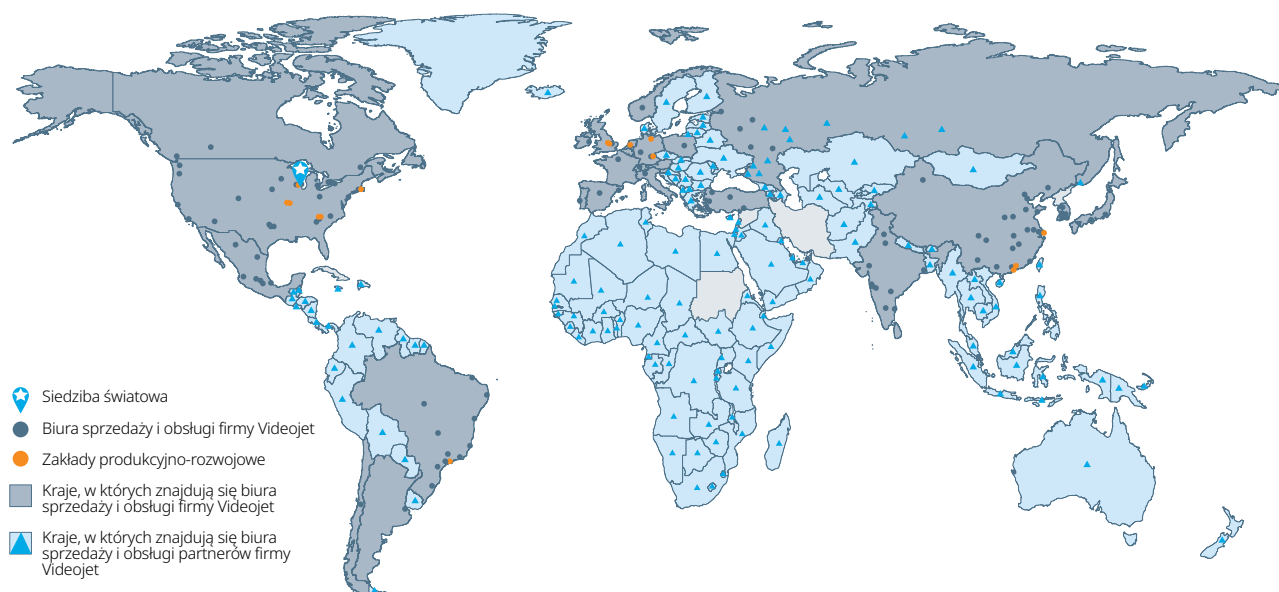 Siedziba światowa
Biura sprzedaży i obsługi firmy Videojet
Zakłady produkcyjno-rozwojowe
Kraje, w których znajdują się biura
sprzedaży i obsługi firmy Videojet
Kraje, w których znajdują się biura
sprzedaży i obsługi partnerów firmy
Videojet